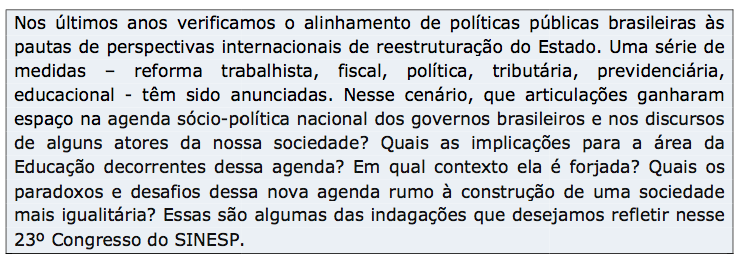 Nos últimos anos verificamos o alinhamento de políticas públicas brasileiras às
pautas de perspectivas internacionais de reestruturação do Estado. Uma série de
medidas – reforma trabalhista, fiscal, política, tributária, previdenciária,
educacional - têm sido anunciadas. Nesse cenário, que articulações ganharam
espaço na agenda sócio-política nacional dos governos brasileiros e nos discursos
de alguns atores da nossa sociedade? Quais as implicações para a área da
Educação decorrentes dessa agenda? Em qual contexto ela é forjada? Quais os
paradoxos e desafios dessa nova agenda rumo à construção de uma sociedade
mais igualitária? Essas são algumas das indagações que desejamos refletir nesse
23º Congresso do SINESP.